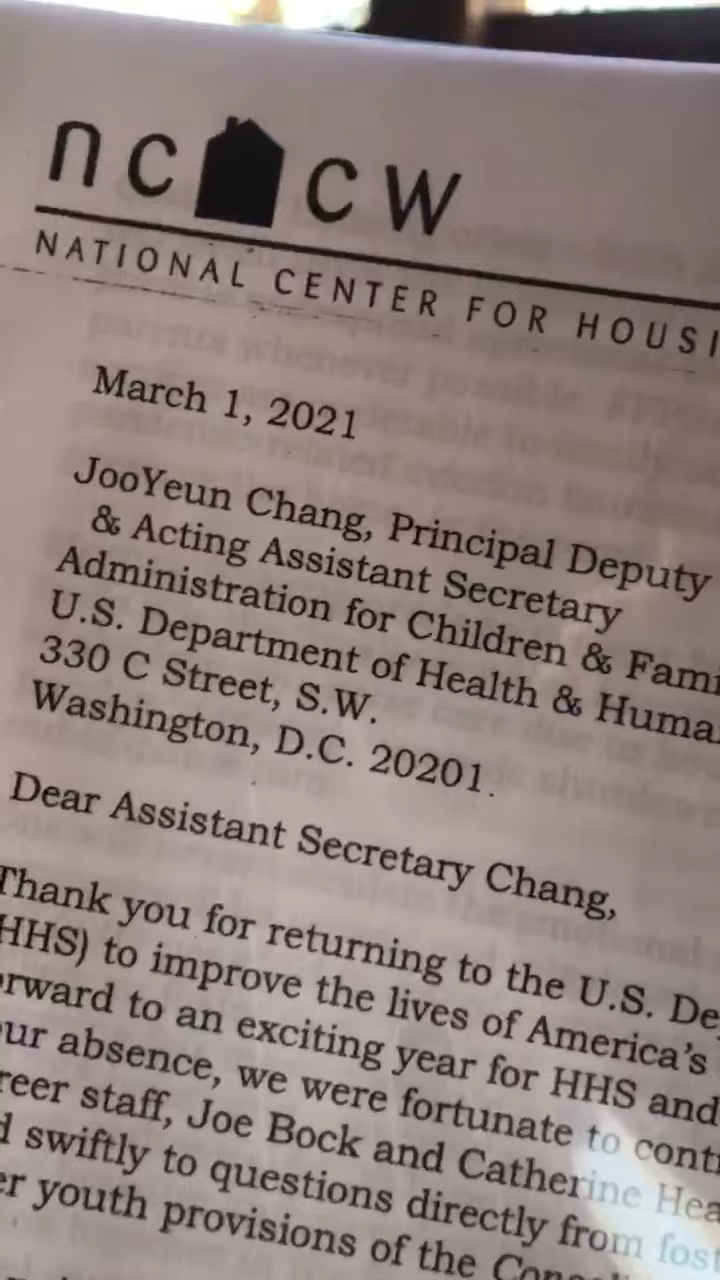 nc cw
NATIONAL CENTER FOR HOUSI
March 1, 2021
JooYeun Chang, Principal Deputy
& Acting Assistant Secretary
Administration for Children & Fami
U.S. Department of Health & Huma
330 C Street, S.W.
Washington, D.C. 20201.
Dear Assistant Secretary Chang,
Thank you for returning to the U.S. De
HHS) to improve the lives of America's
rward to an exciting year for HHS and
ur absence, we were fortunate to conti
reer staff, Joe Bock and Catherine Hea
d swiftly to questions directly from fost
er youth provisions of the